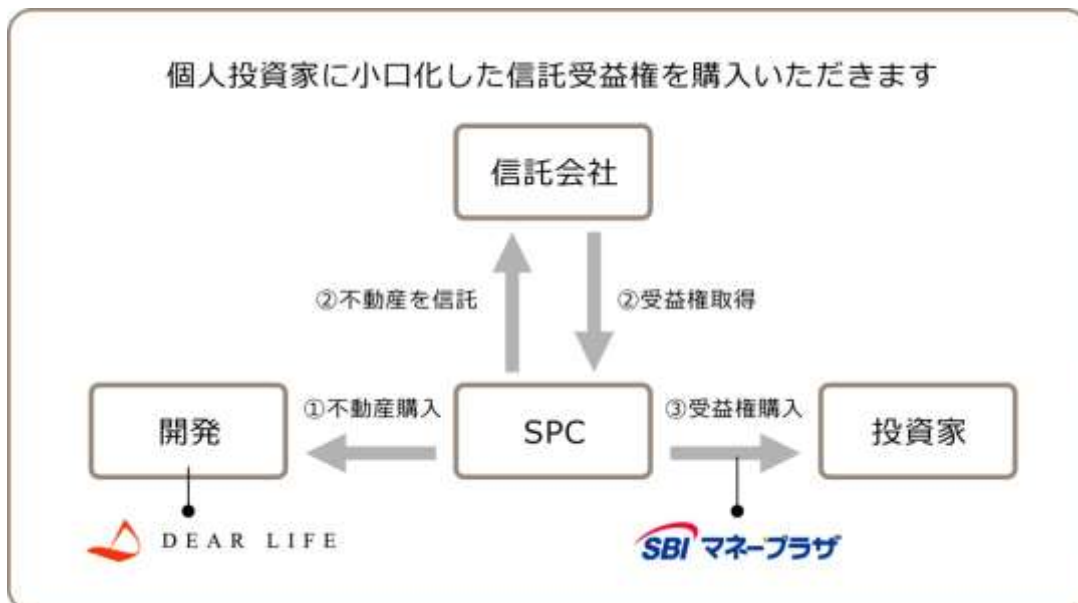 個人投資家に小口化した信託受益権を購入いただきます
信託会社
②不動産を信託
②受益権取得
開発
①不動産購入
SPC
③受益権購入
投資家
DEAR LIFE
SBI マネープラザ